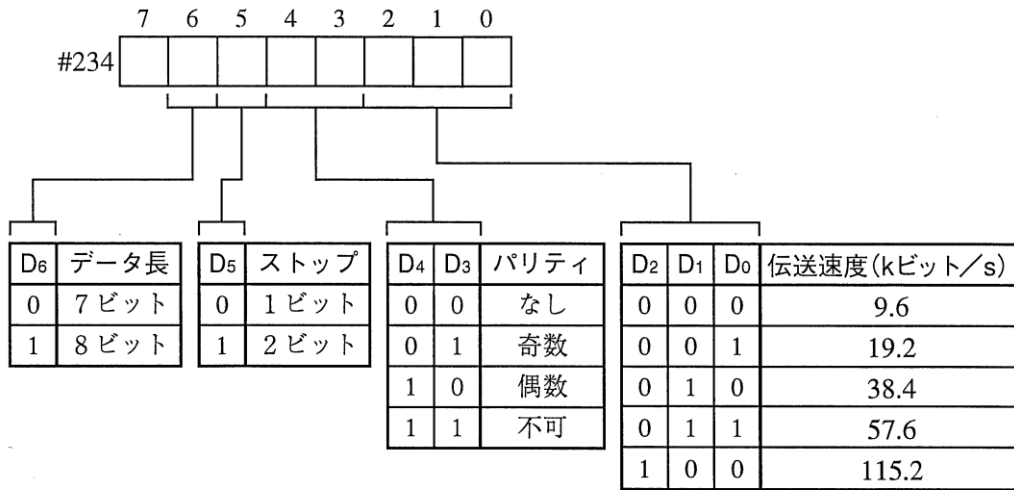 7 6 5 4 3 2 1 0
#234
D6 データ長
0 7ビット
1 8ビット
D5 ストップ
0 1ビット
1 2ビット
D4 D3 パリティ
0 0 なし
0 1 奇数
1 0 偶数
1 1 不可
D2 D1 D0 伝送速度(kビット/s)
0 0 0 9.6
0 0 1 19.2
0 1 0 38.4
0 1 1 57.6
1 0 0 115.2